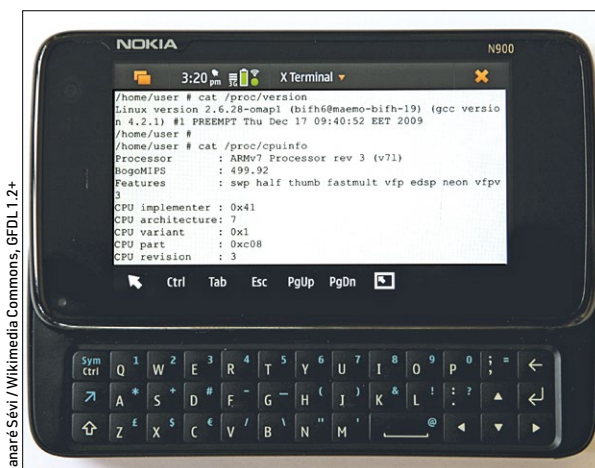 NOKIA
N900
3:20 pm 3G X Terminal
/home/user # cat /proc/version
Linux version 2.6.28-omap1 (bifh6@maemo-bifh-19) (gcc versio
n 4.2.1) #1 PREEMPT Thu Dec 17 09:40:52 EET 2009
/home/user #
/home/user # cat /proc/cpuinfo
Processor : ARMv7 Processor rev 3 (v7l)
BogoMIPS : 499.92
Features : swp half thumb fastmult vfp edsp neon vfpv
3
CPU implementer : 0x41
CPU architecture: 7
CPU variant : 0x1
CPU part : 0xc08
CPU revision : 3
Ctrl Tab Esc PgUp PgDn
Sym Ctrl Q 1 W 2 E 3 R 4 T 5 Y 6 U 7 I 8 O 9 P 0 ; , = ←
↗ A * S + D # F - G _ H ( J ) K & L ! : . ? ▲ ↵
⇧ Z £ X $ C € V / B \ N " M ' @ ◀ ▼ ▶
anaré Sévi / Wikimedia Commons, GFDL 1.2+